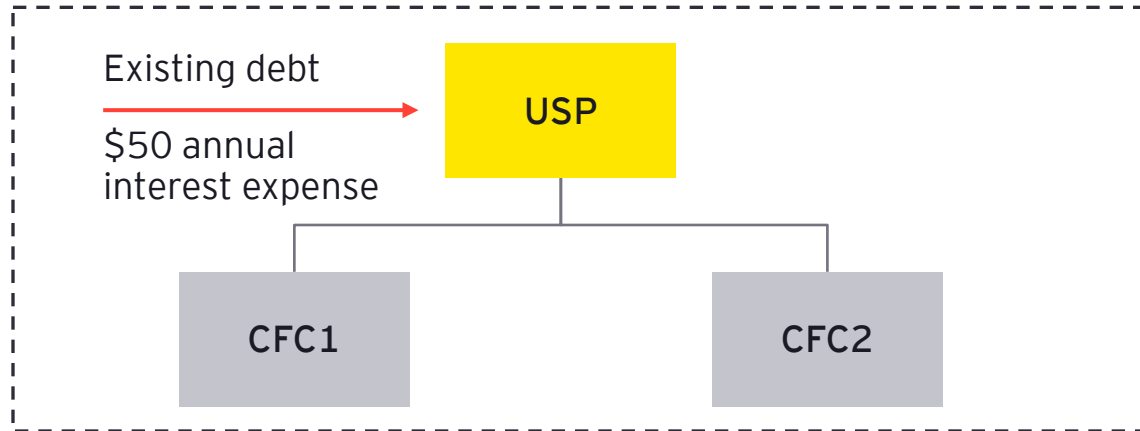 Existing debt
USP
$50 annual
interest expense
CFC1
CFC2